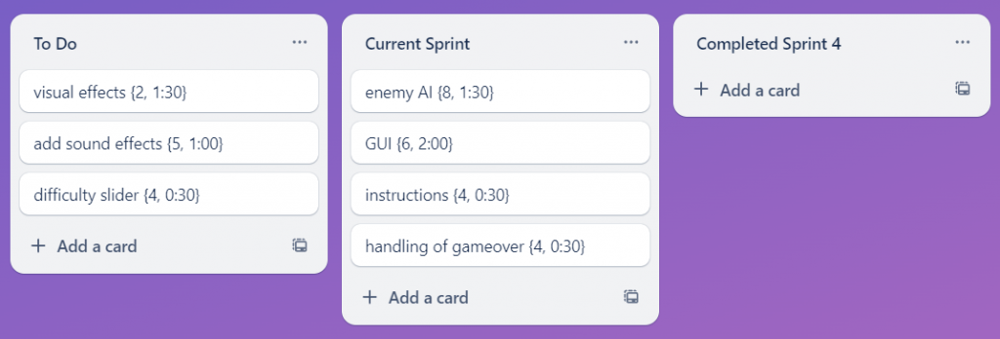 To Do
visual effects {2, 1:30}
add sound effects {5, 1:00}
difficulty slider {4, 0:30}
Add a card
Current Sprint
enemy AI {8, 1:30}
GUI {6, 2:00}
instructions {4, 0:30}
handling of gameover {4, 0:30}
Add a card
Completed Sprint 4
Add a card